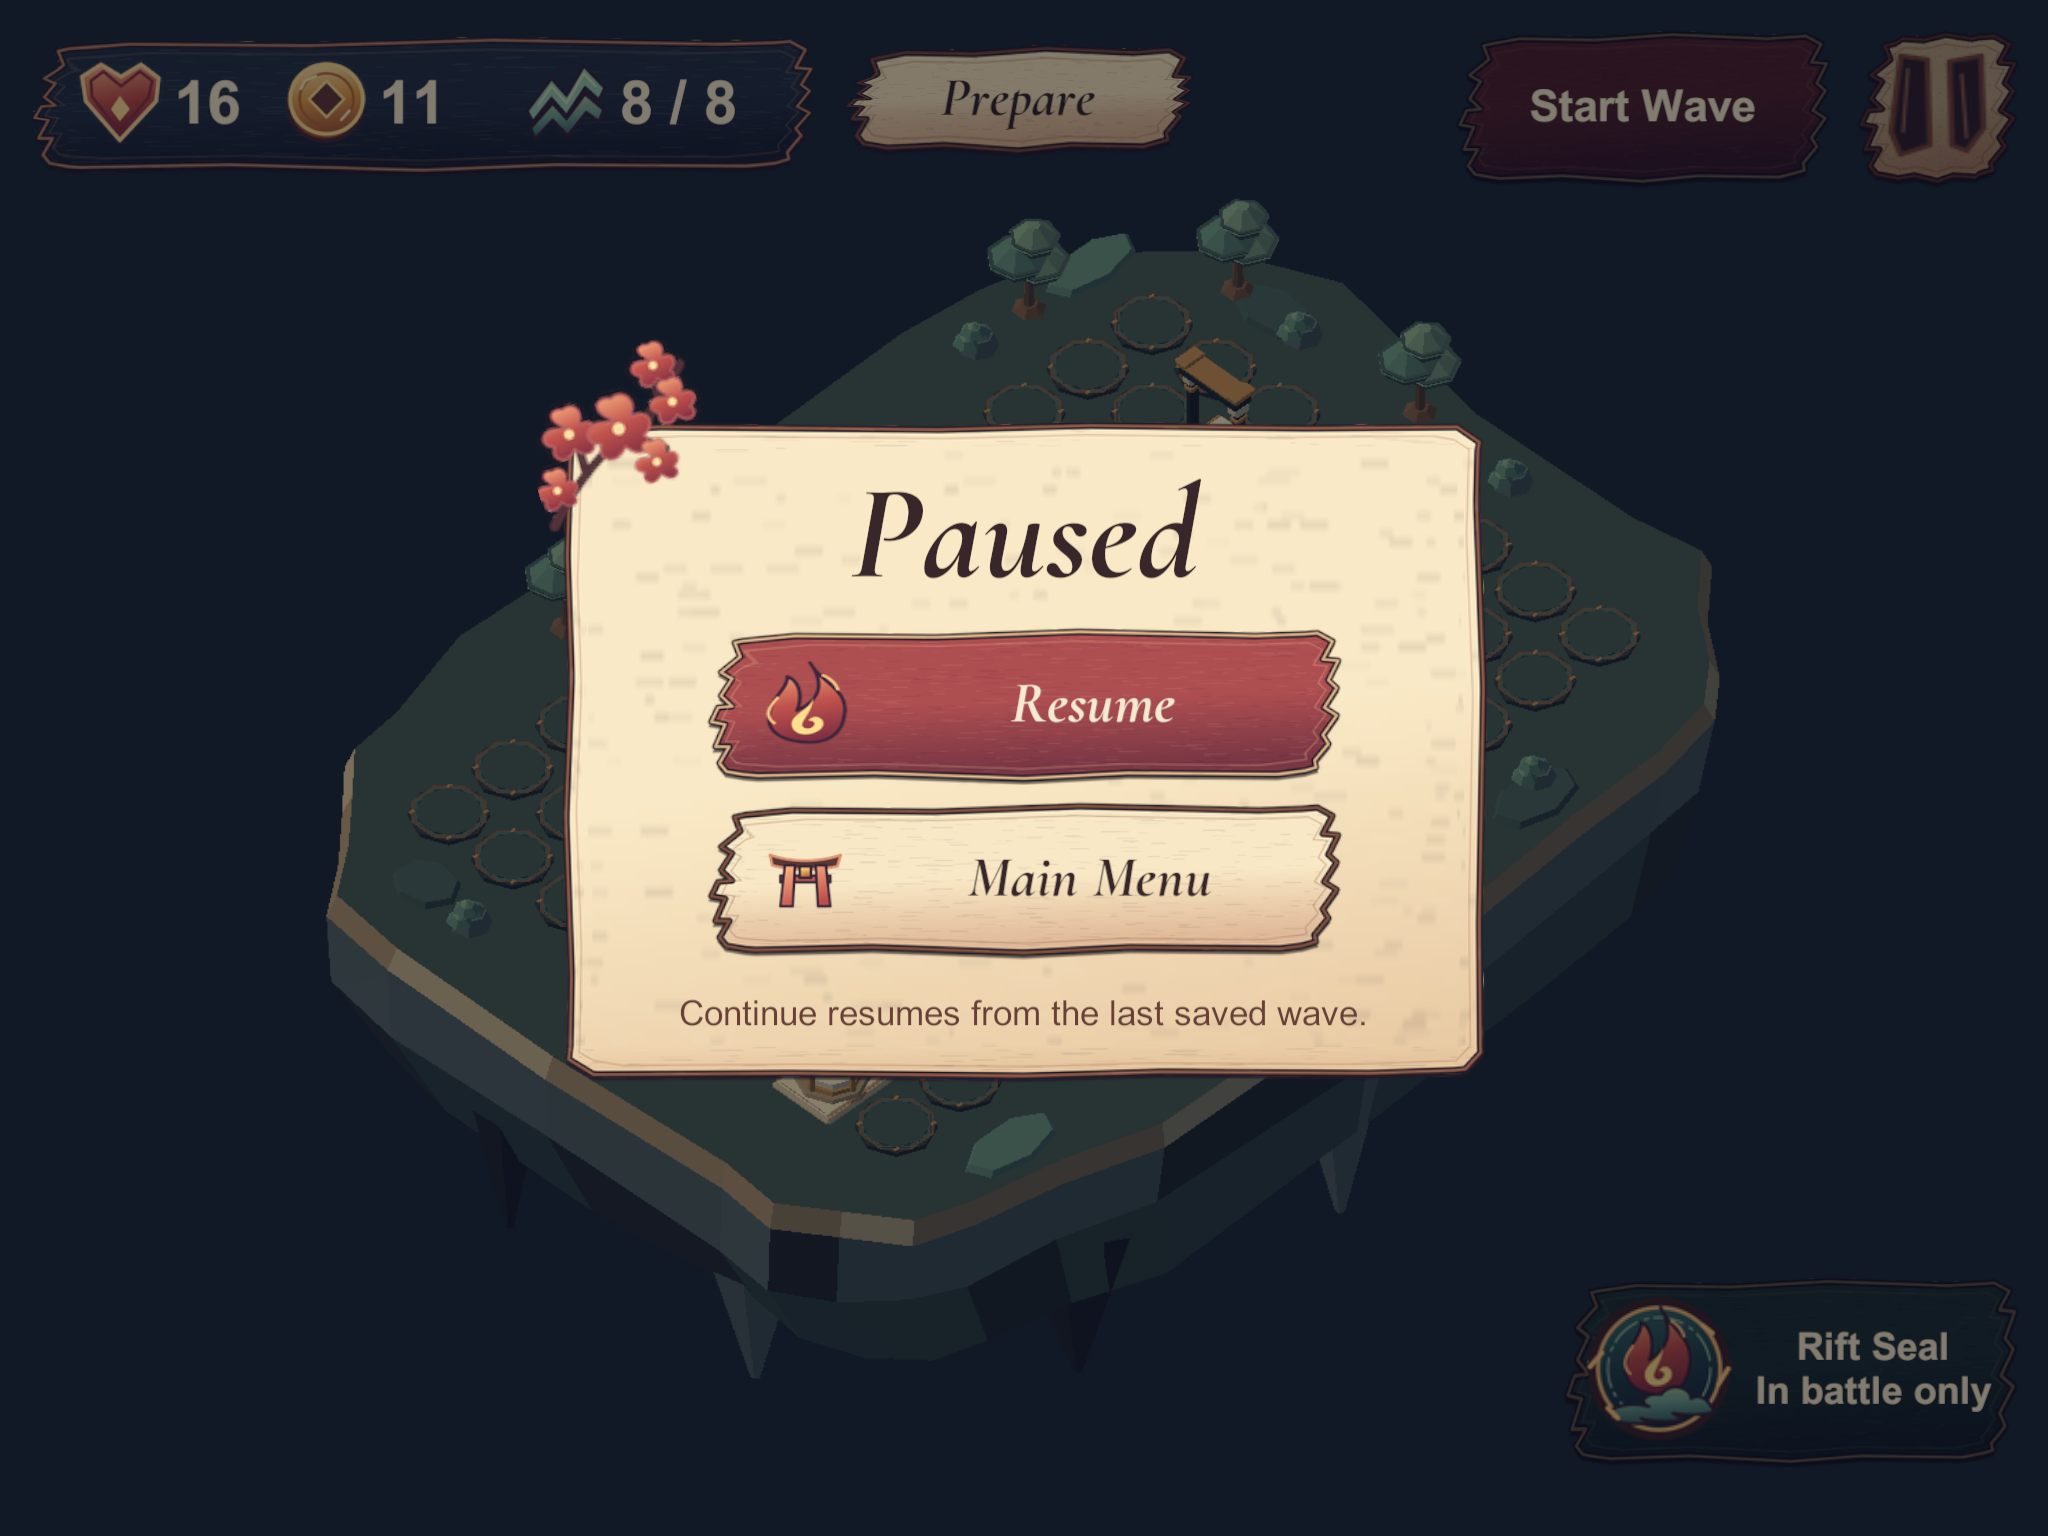 16 11 8 / 8
Prepare
Start Wave
Paused
Resume
Main Menu
Continue resumes from the last saved wave.
Rift Seal
In battle only